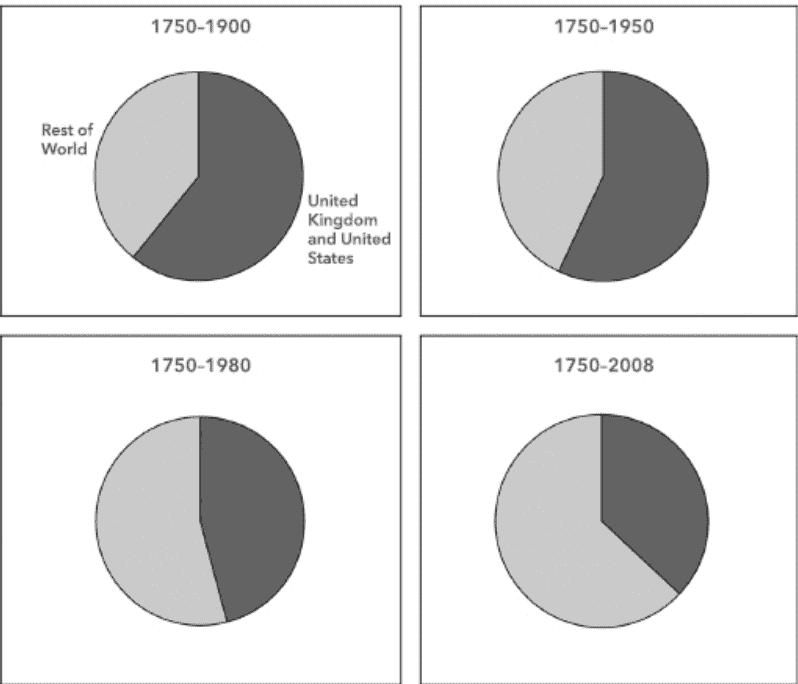 1750–1900
Rest of
World
United
Kingdom
and United
States
1750–1950
1750–1980
1750–2008